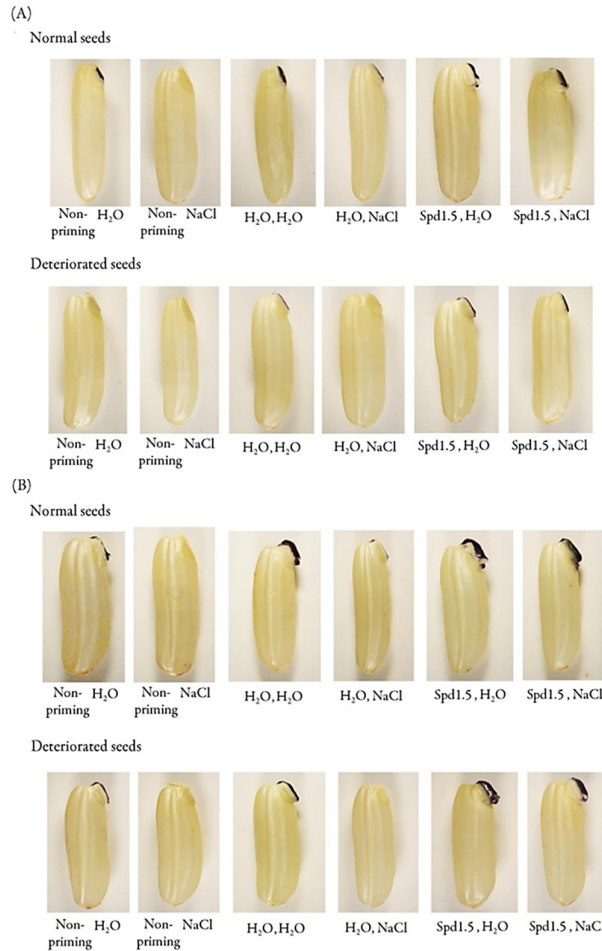 (A)
Normal seeds
Non- H₂O Non- NaCl H₂O, H₂O H₂O, NaCl Spd1.5, H₂O Spd1.5, NaCl
priming priming
Deteriorated seeds
Non- H₂O Non- NaCl H₂O, H₂O H₂O, NaCl Spd1.5, H₂O Spd1.5, NaCl
priming priming
(B)
Normal seeds
Non- H₂O Non- NaCl H₂O, H₂O H₂O, NaCl Spd1.5, H₂O Spd1.5, NaCl
priming priming
Deteriorated seeds
Non- H₂O Non- NaCl H₂O, H₂O H₂O, NaCl Spd1.5, H₂O Spd1.5, NaCl
priming priming